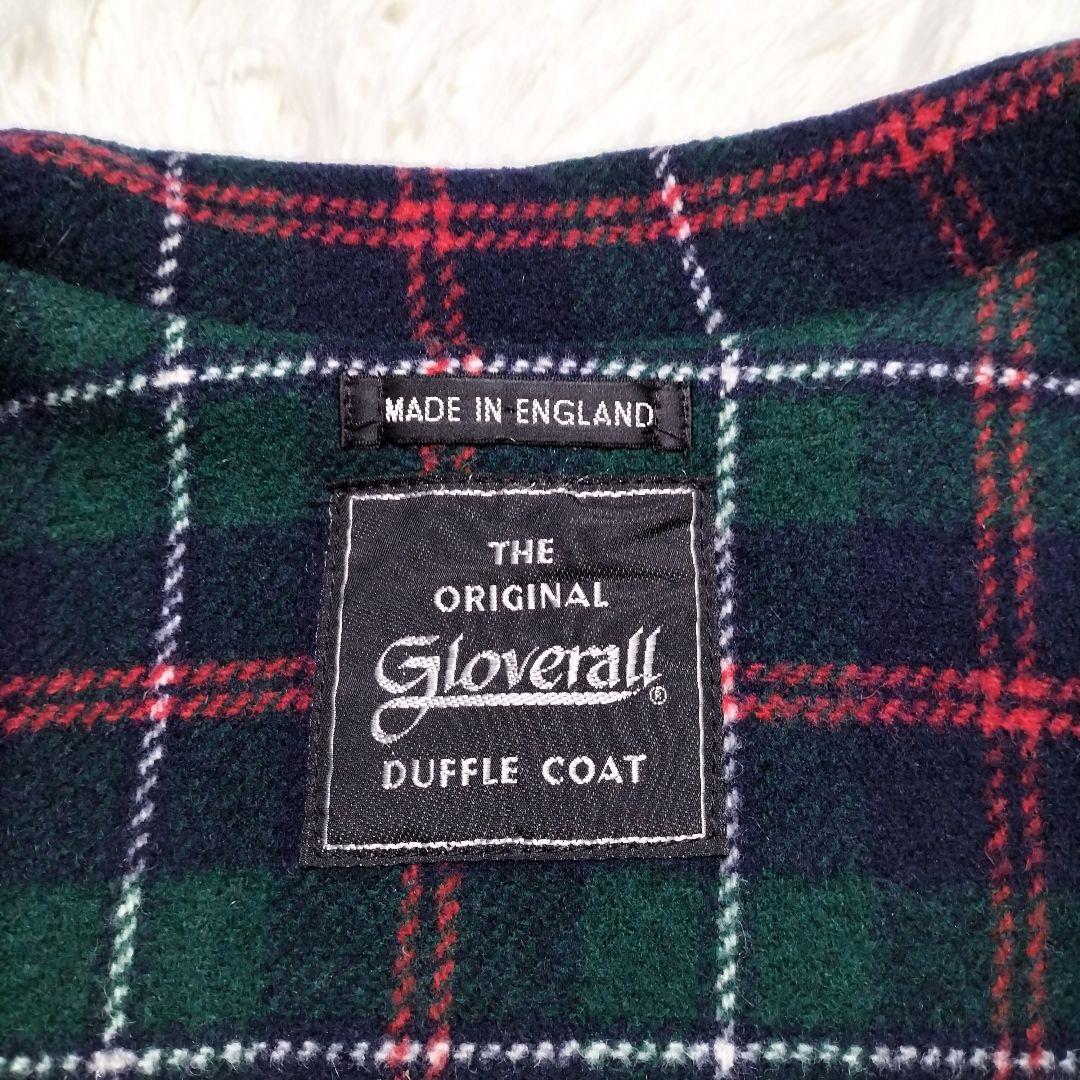 MADE IN ENGLAND
THE
ORIGINAL
Gloverall®
DUFFLE COAT